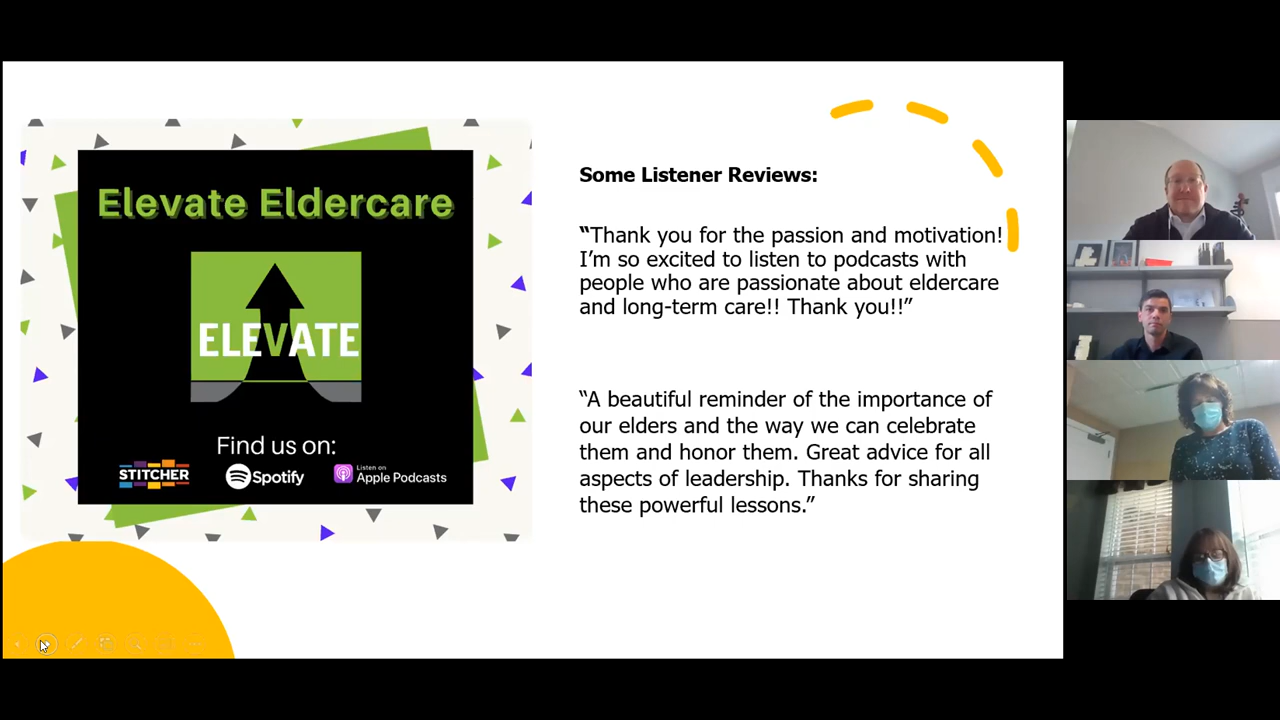 Elevate Eldercare
ELEVATE
Find us on:
STITCHER
Spotify
Listen on
Apple Podcasts
Some Listener Reviews:
“Thank you for the passion and motivation!
I’m so excited to listen to podcasts with
people who are passionate about eldercare
and long-term care!! Thank you!!”
“A beautiful reminder of the importance of
our elders and the way we can celebrate
them and honor them. Great advice for all
aspects of leadership. Thanks for sharing
these powerful lessons.”